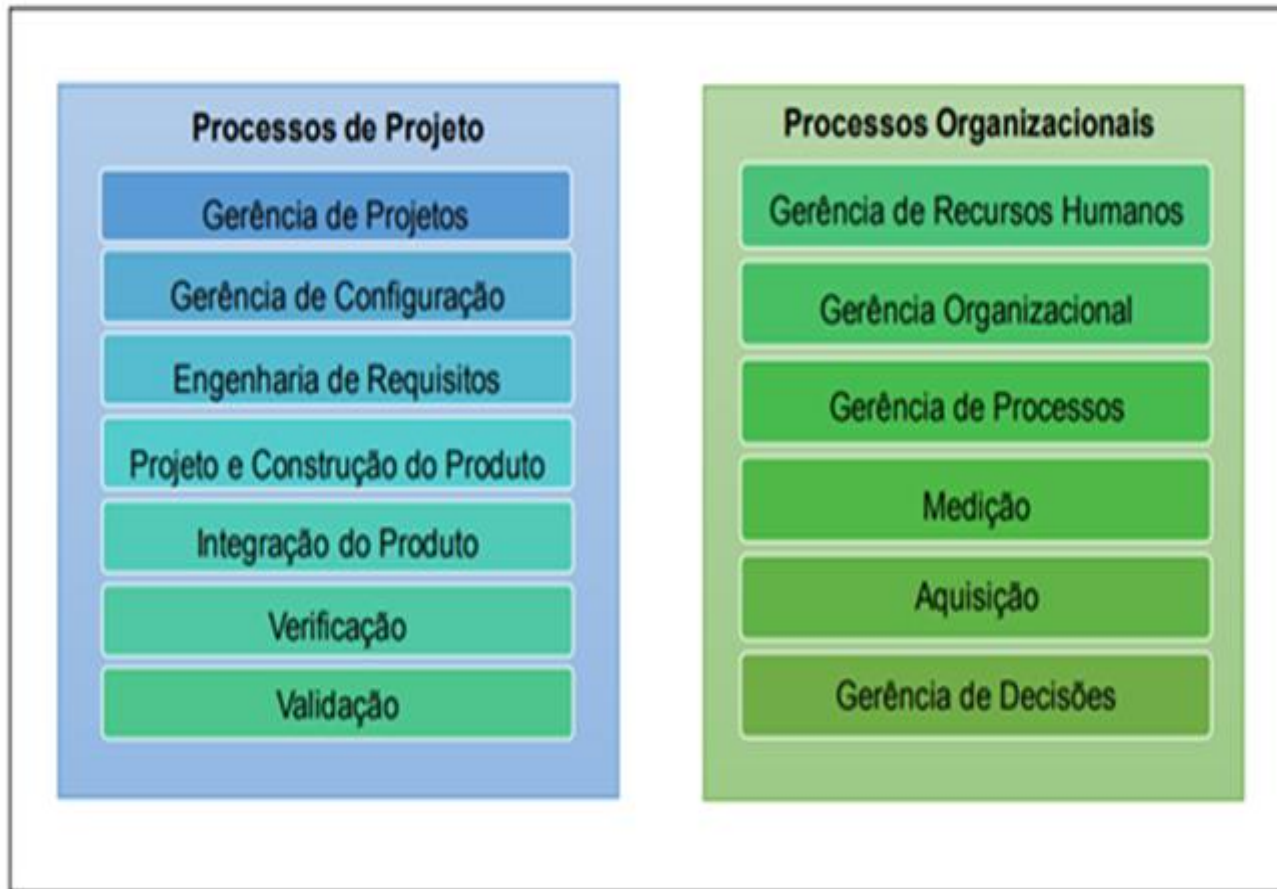 Processos de Projeto
Gerência de Projetos
Gerência de Configuração
Engenharia de Requisitos
Projeto e Construção do Produto
Integração do Produto
Verificação
Validação
Processos Organizacionais
Gerência de Recursos Humanos
Gerência Organizacional
Gerência de Processos
Medição
Aquisição
Gerência de Decisões